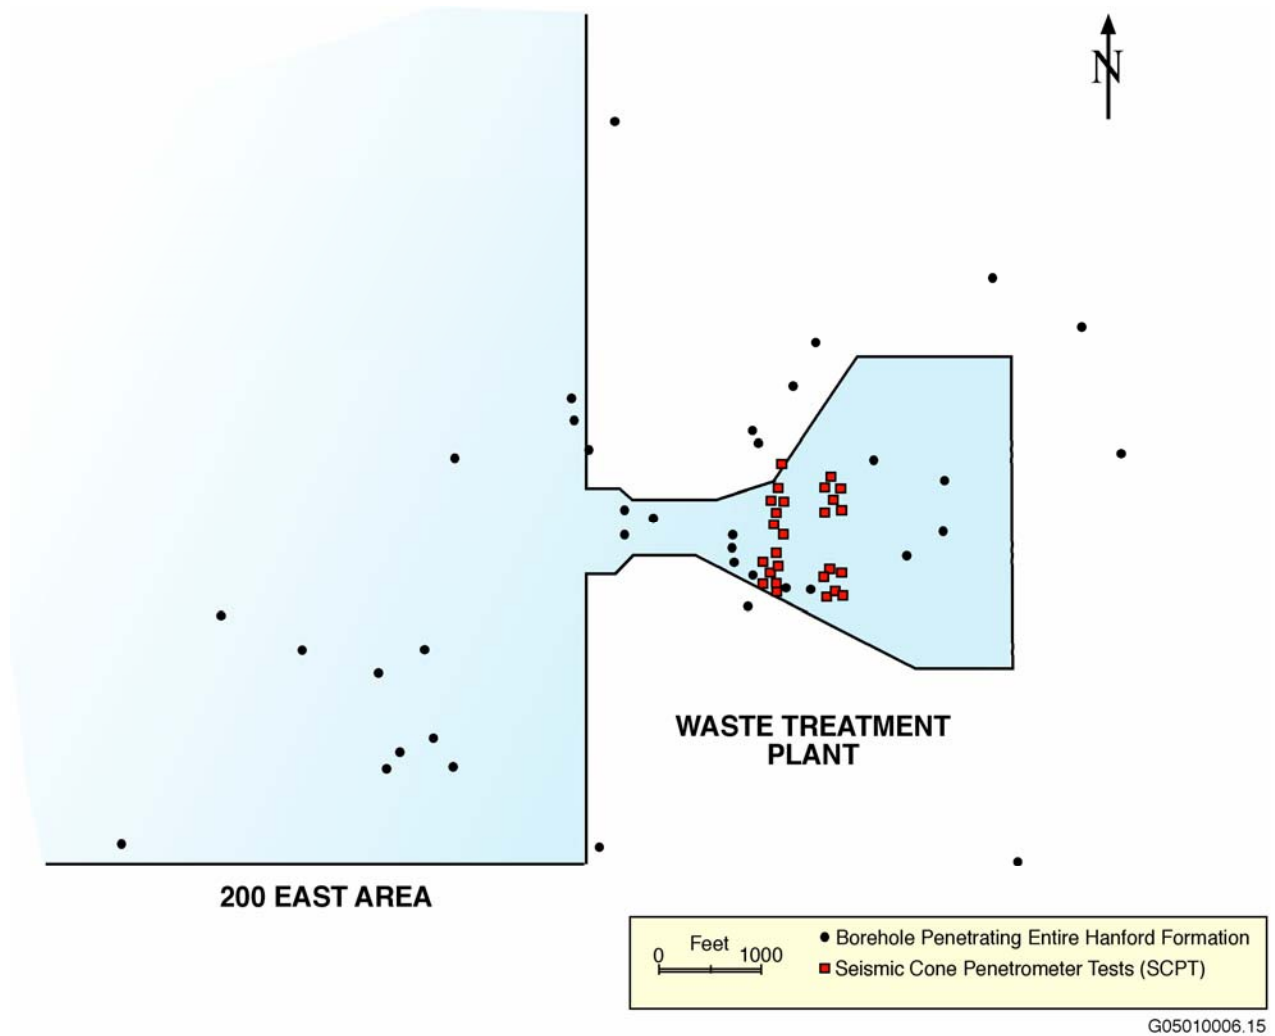 N
WASTE TREATMENT
PLANT
200 EAST AREA
Feet
0 1000
Borehole Penetrating Entire Hanford Formation
Seismic Cone Penetrometer Tests (SCPT)
G05010006.15